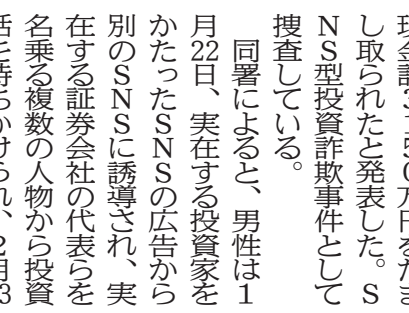 万円をだま
し取られたと発表した。S
NS型投資詐欺事件として
捜査している。
　同署によると、男性は1
月22日、実在する投資家を
かたったSNSの広告から
別のSNSに誘導され、実
在する証券会社の代表らを
名乗る複数の人物から投資
話を持ちかけられ、2月3